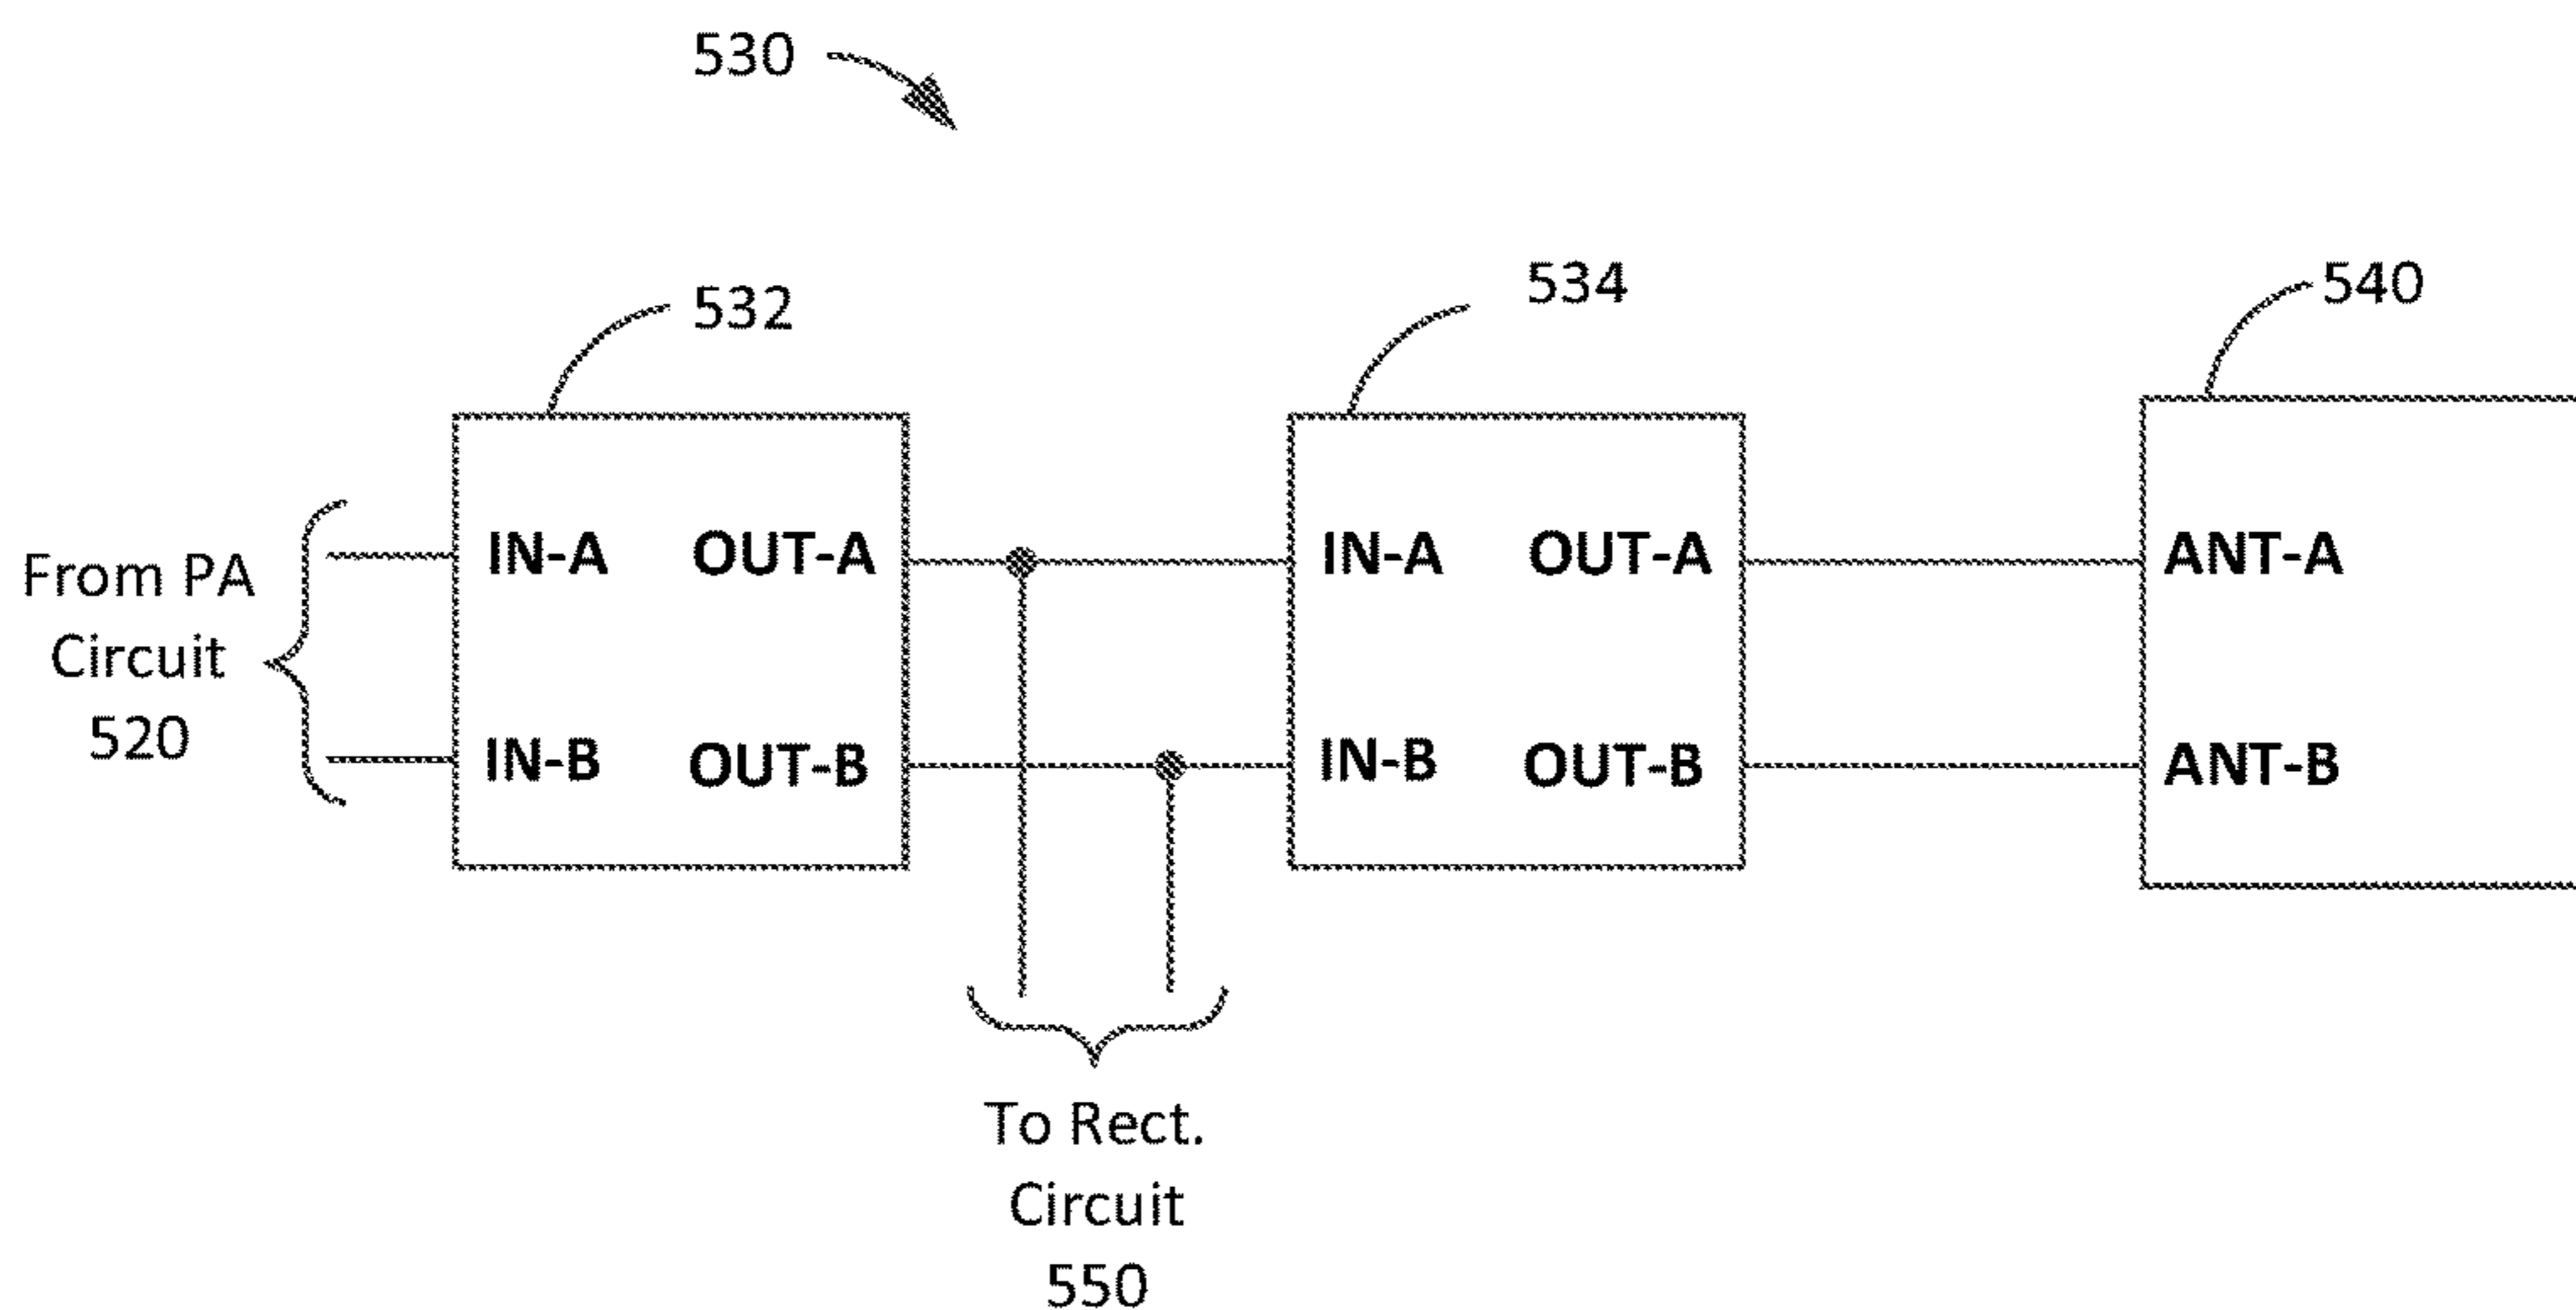 530
532
534
540
From PA
Circuit
520
IN-A OUT-A
IN-B OUT-B
IN-A OUT-A
IN-B OUT-B
ANT-A
ANT-B
To Rect.
Circuit
550